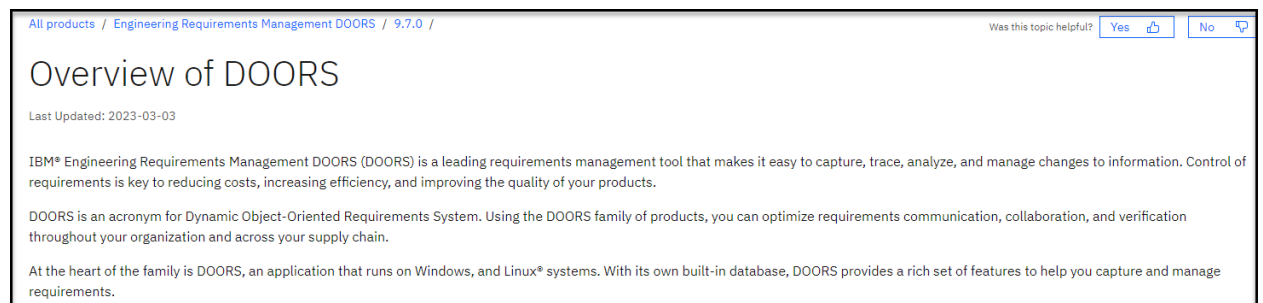 All products / Engineering Requirements Management DOORS / 9.7.0 /
Was this topic helpful? Yes No
Overview of DOORS
Last Updated: 2023-03-03
IBM® Engineering Requirements Management DOORS (DOORS) is a leading requirements management tool that makes it easy to capture, trace, analyze, and manage changes to information. Control of
requirements is key to reducing costs, increasing efficiency, and improving the quality of your products.
DOORS is an acronym for Dynamic Object-Oriented Requirements System. Using the DOORS family of products, you can optimize requirements communication, collaboration, and verification
throughout your organization and across your supply chain.
At the heart of the family is DOORS, an application that runs on Windows, and Linux® systems. With its own built-in database, DOORS provides a rich set of features to help you capture and manage
requirements.